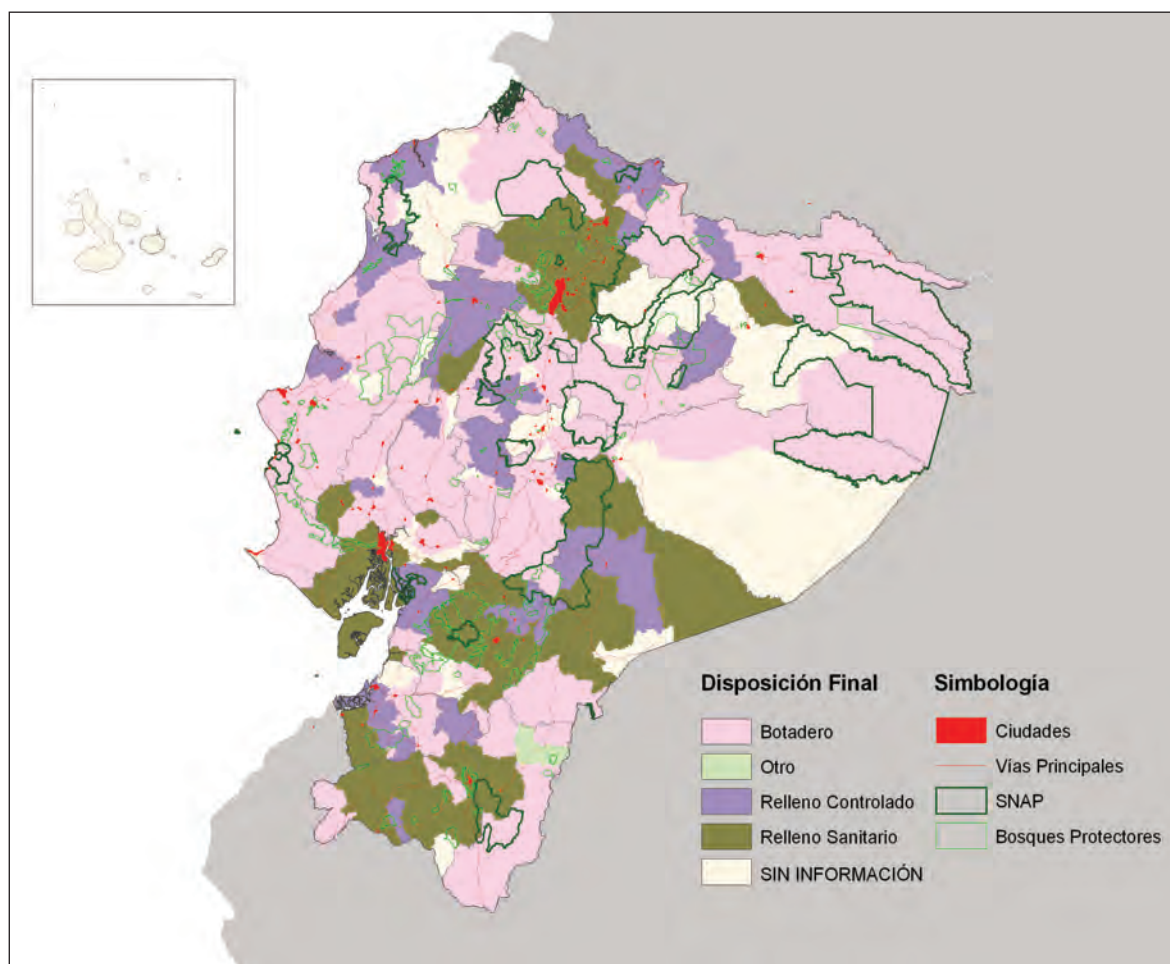 Disposición Final
Botadero
Otro
Relleno Controlado
Relleno Sanitario
SIN INFORMACIÓN
Simbología
Ciudades
Vías Principales
SNAP
Bosques Protectores